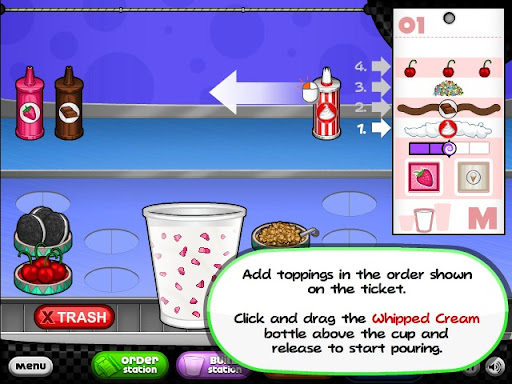 01
4.
3.
2.
1.
M
X TRASH
Add toppings in the order shown
on the ticket.
Click and drag the Whipped Cream
bottle above the cup and
release to start pouring.
Menu
Order
Station
Station